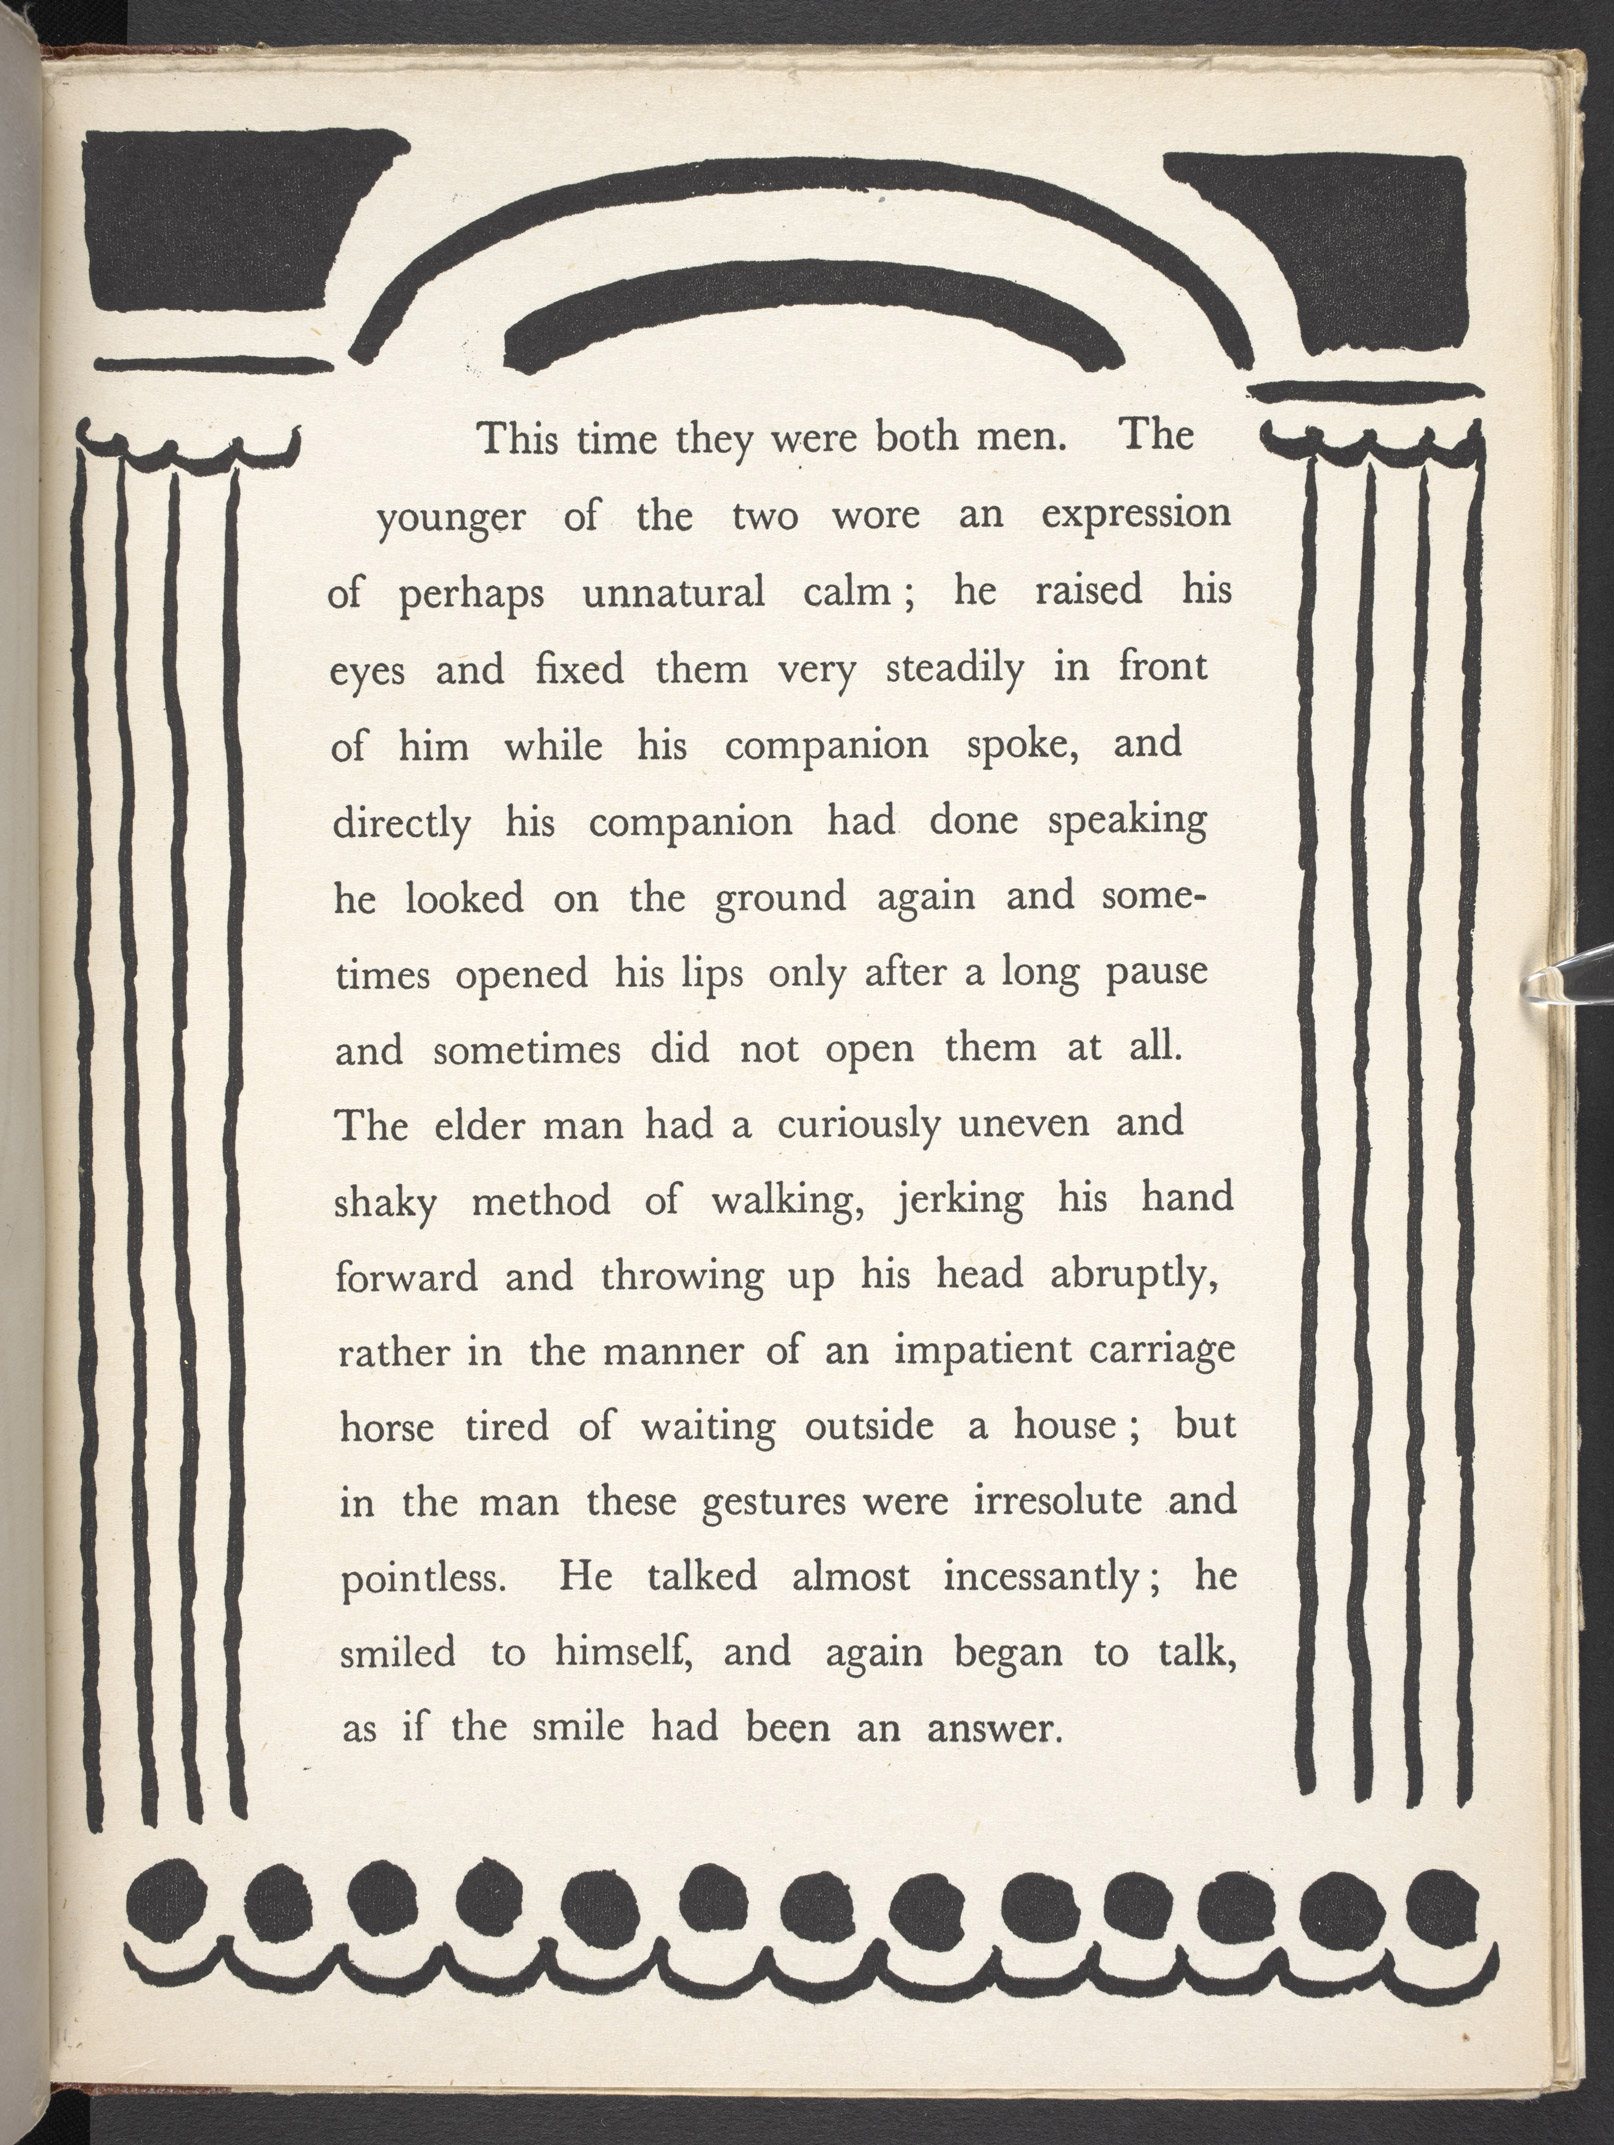 This time they were both men. The
younger of the two wore an expression
of perhaps unnatural calm ; he raised his
eyes and fixed them very steadily in front
of him while his companion spoke, and
directly his companion had done speaking
he looked on the ground again and some-
times opened his lips only after a long pause
and sometimes did not open them at all.
The elder man had a curiously uneven and
shaky method of walking, jerking his hand
forward and throwing up his head abruptly,
rather in the manner of an impatient carriage
horse tired of waiting outside a house ; but
in the man these gestures were irresolute and
pointless. He talked almost incessantly ; he
smiled to himself, and again began to talk,
as if the smile had been an answer.